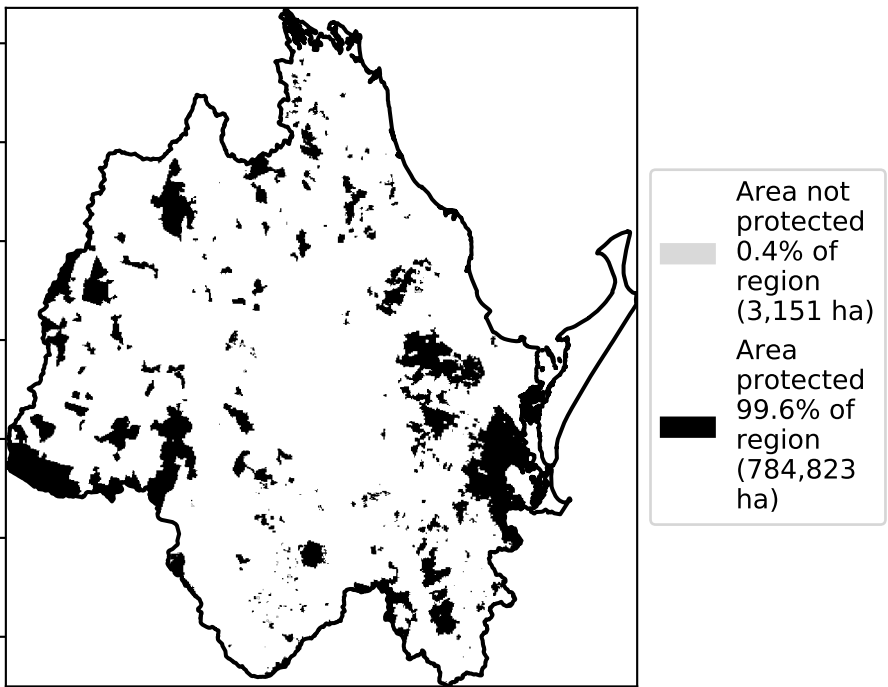 Area not
protected
0.4% of
region
(3,151 ha)
Area
protected
99.6% of
region
(784,823
ha)